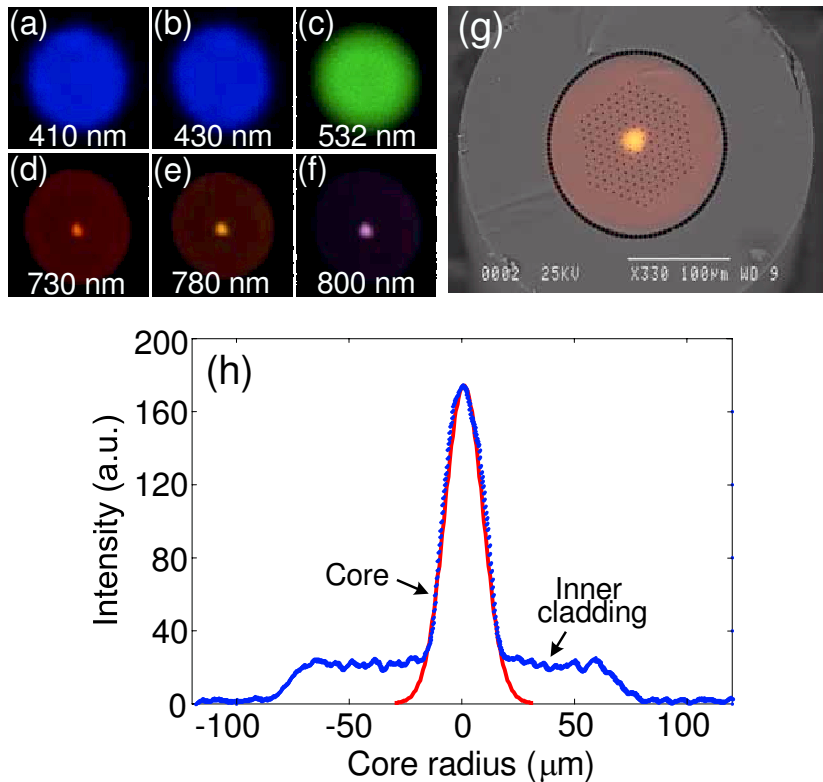 (a)
410 nm
(b)
430 nm
(c)
532 nm
(d)
730 nm
(e)
780 nm
(f)
800 nm
(g)
0002 25KV X330 100µm WD 9
(h)
Intensity (a.u.)
200
160
120
80
40
0
Core
Inner
cladding
-100 -50 0 50 100
Core radius (µm)